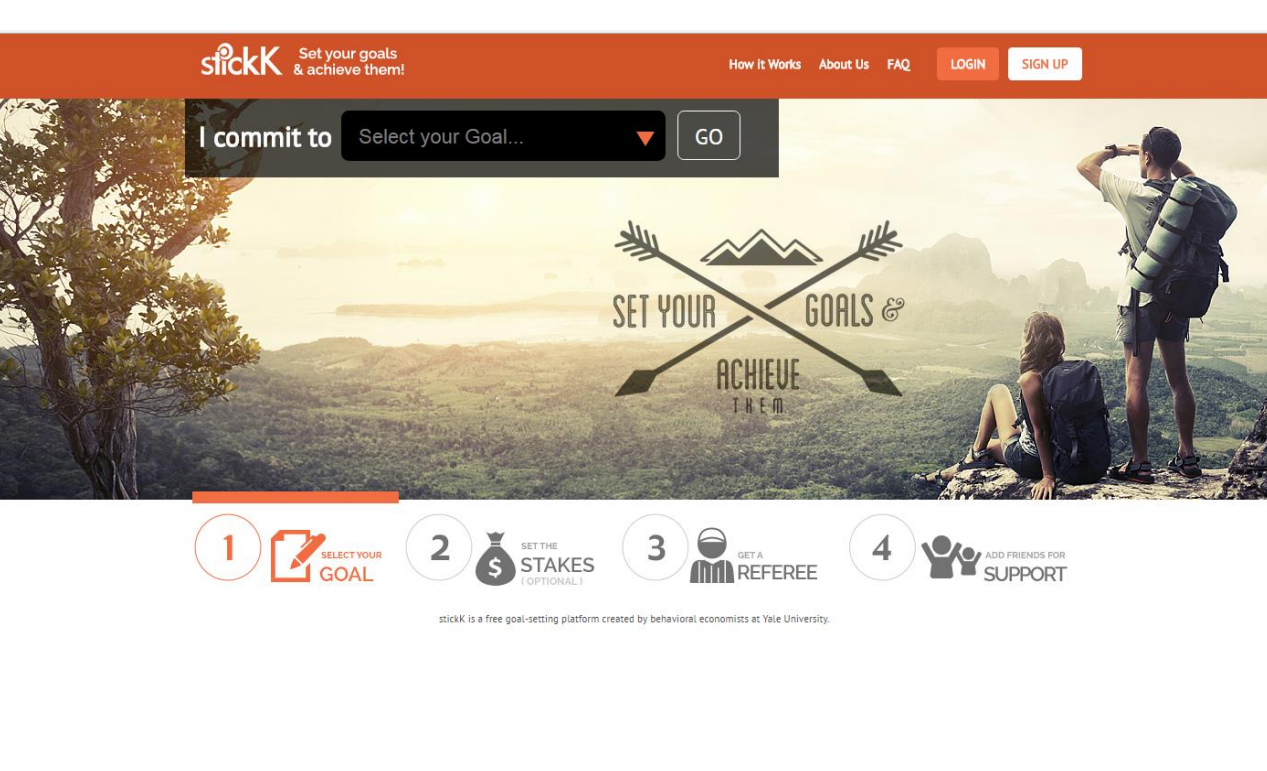 stickK
Set your goals
& achieve them!
How it Works
About Us
FAQ
LOGIN
SIGN UP
I commit to
Select your Goal...
GO
SET YOUR GOALS &
ACHIEVE
THEM
1
SELECT YOUR
GOAL
2
$
SET THE
STAKES
( OPTIONAL )
3
GET A
REFEREE
4
ADD FRIENDS FOR
SUPPORT
stickK is a free goal-setting platform created by behavioral economists at Yale University.